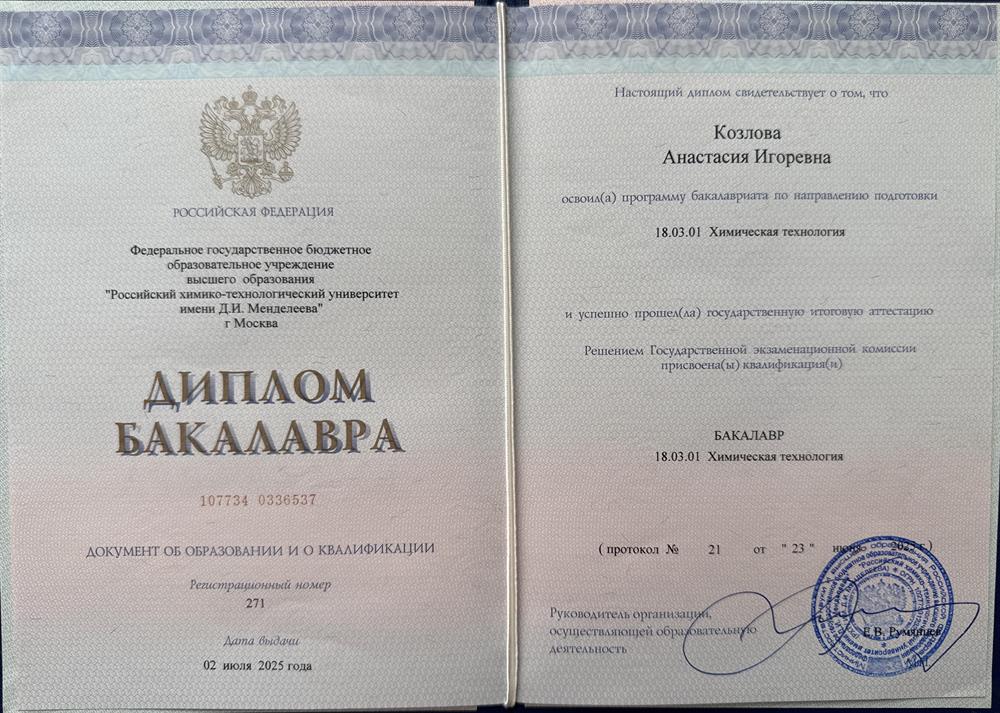 РОССИЙСКАЯ ФЕДЕРАЦИЯ
Федеральное государственное бюджетное
образовательное учреждение
высшего образования
"Российский химико-технологический университет
имени Д.И. Менделеева"
г Москва
ДИПЛОМ
БАКАЛАВРА
107734 0336537
ДОКУМЕНТ ОБ ОБРАЗОВАНИИ И О КВАЛИФИКАЦИИ
Регистрационный номер
271
Дата выдачи
02 июля 2025 года
Настоящий диплом свидетельствует о том, что
Козлова
Анастасия Игоревна
освоил(а) программу бакалавриата по направлению подготовки
18.03.01 Химическая технология
и успешно прошел(ла) государственную итоговую аттестацию
Решением Государственной экзаменационной комиссии
присвоена(ы) квалификация(и)
БАКАЛАВР
18.03.01 Химическая технология
( протокол № 21 от " 23 " июня 2025 г.)
Руководитель организации,
осуществляющей образовательную
деятельность
Е.В. Румянцев